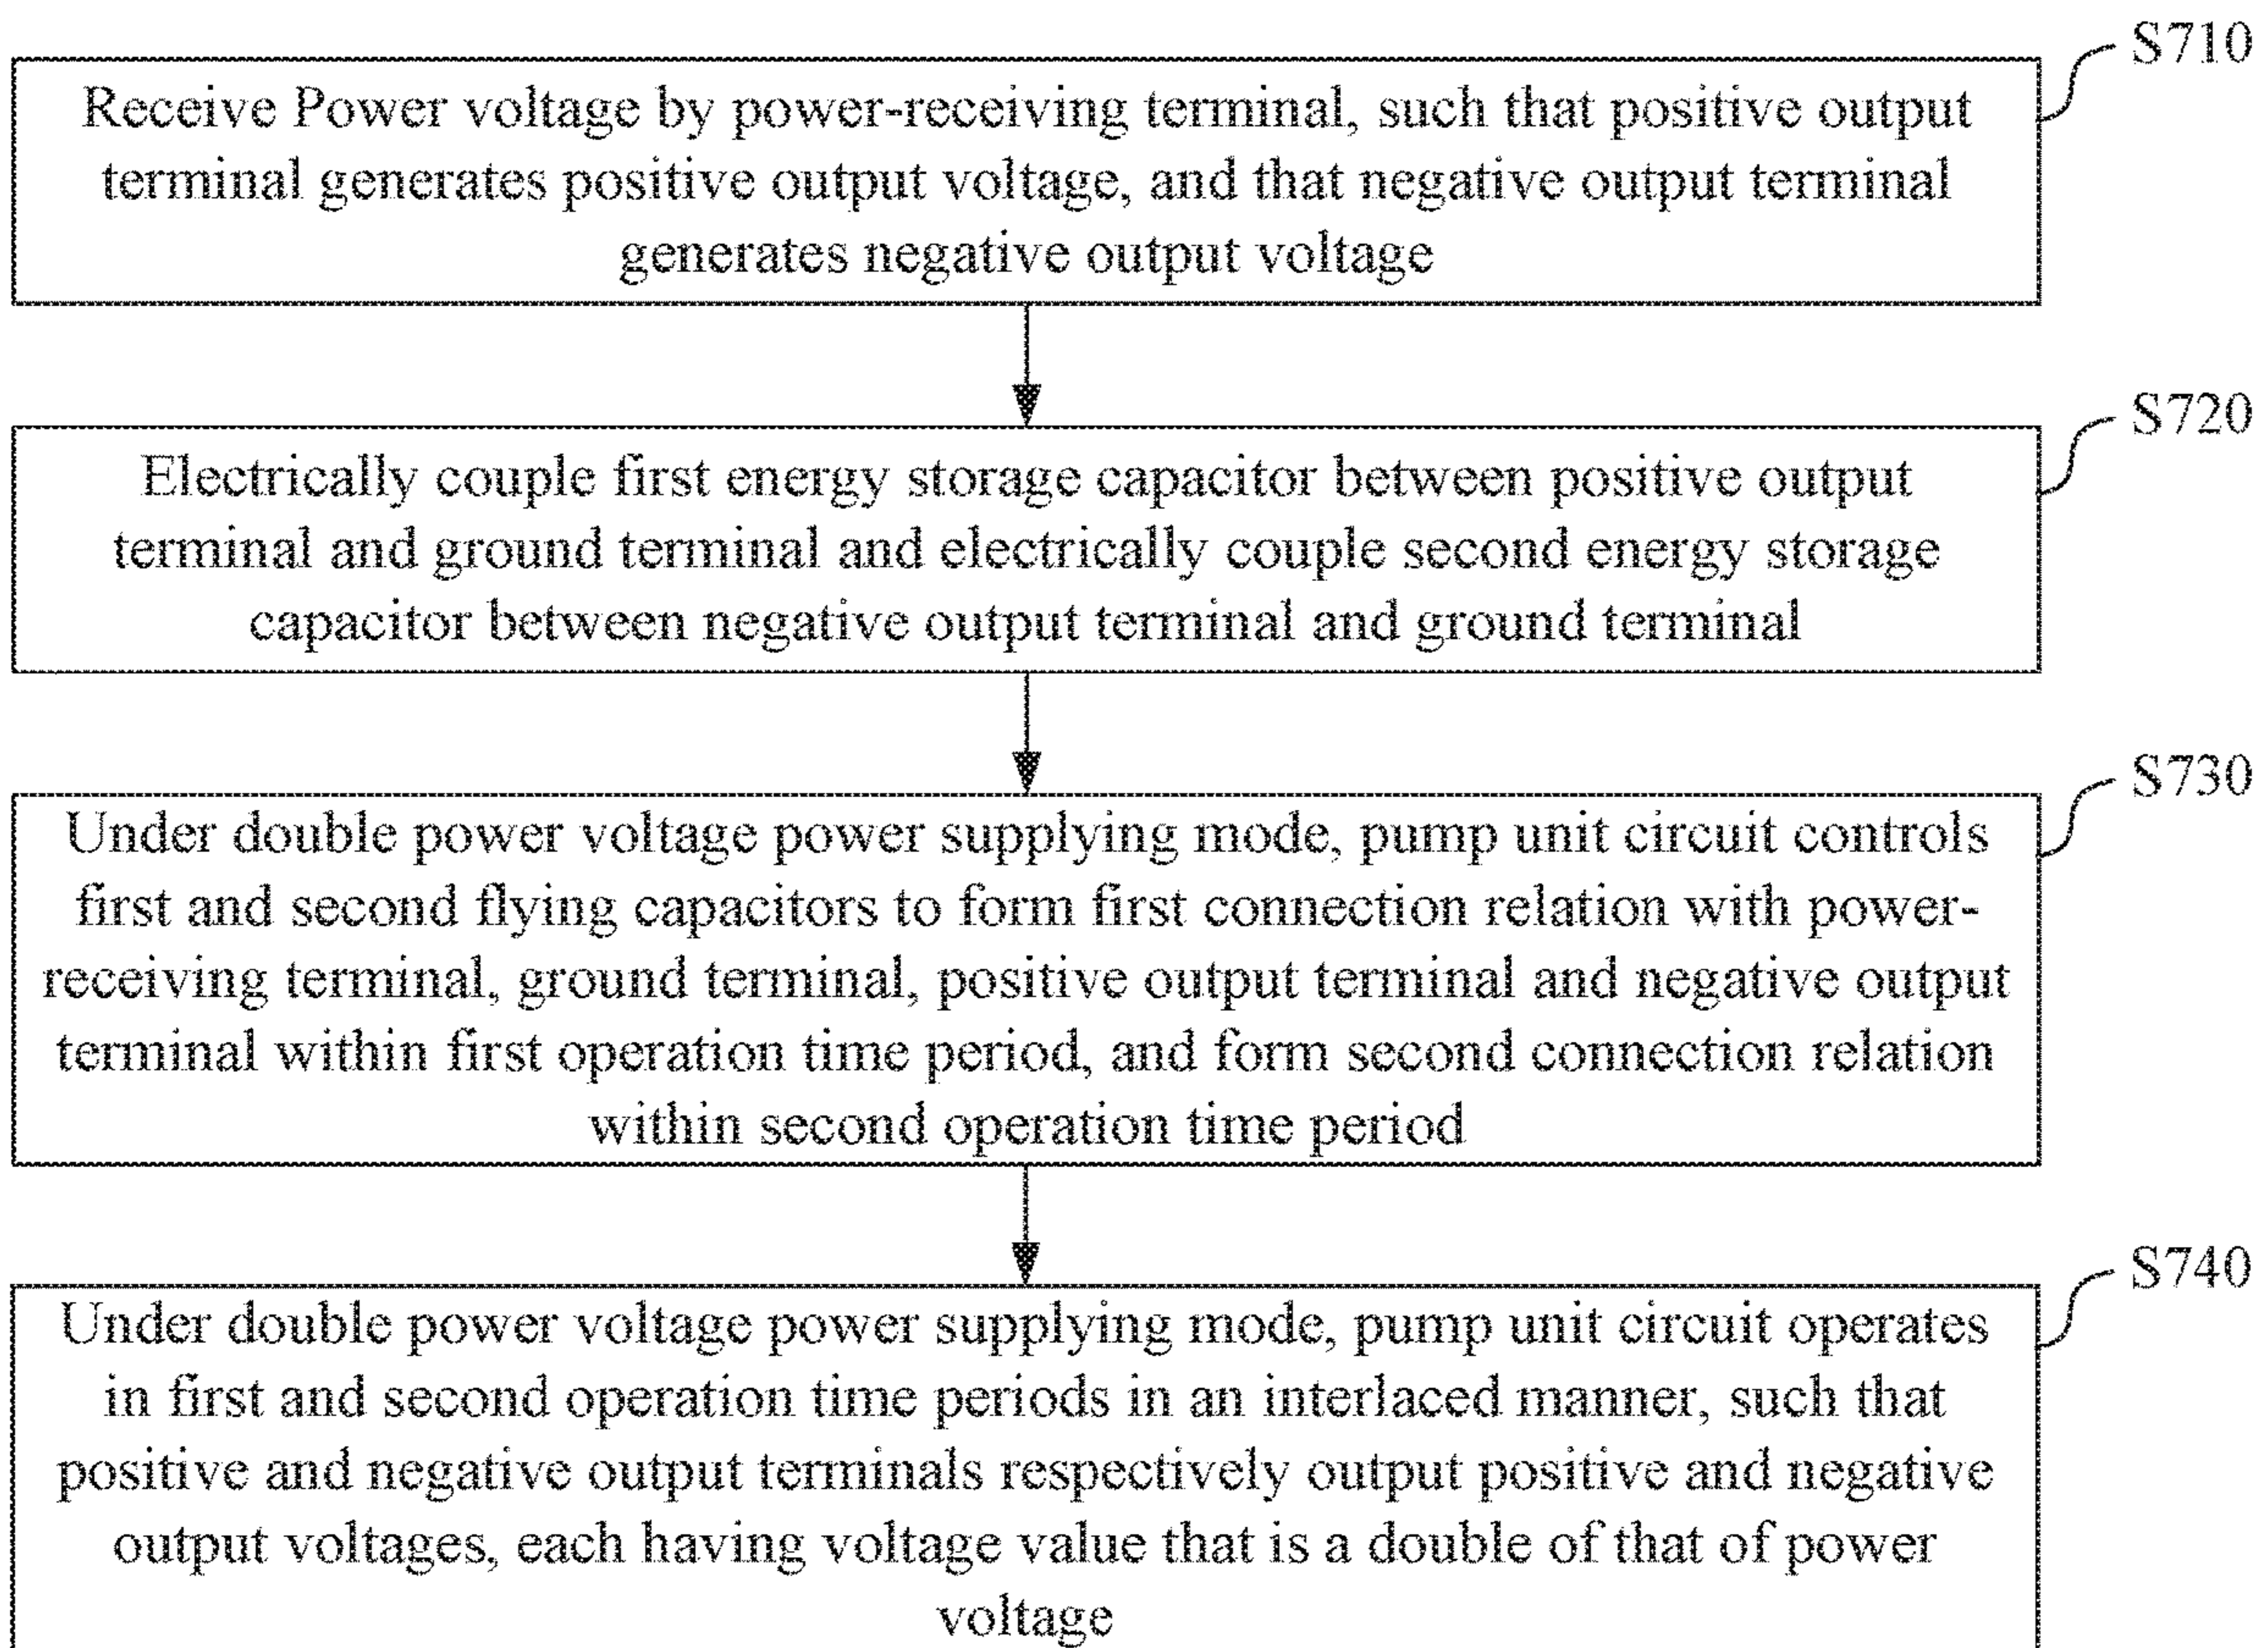 S710
Receive Power voltage by power-receiving terminal, such that positive output
terminal generates positive output voltage, and that negative output terminal
generates negative output voltage
S720
Electrically couple first energy storage capacitor between positive output
terminal and ground terminal and electrically couple second energy storage
capacitor between negative output terminal and ground terminal
S730
Under double power voltage power supplying mode, pump unit circuit controls
first and second flying capacitors to form first connection relation with power-
receiving terminal, ground terminal, positive output terminal and negative output
terminal within first operation time period, and form second connection relation
within second operation time period
S740
Under double power voltage power supplying mode, pump unit circuit operates
in first and second operation time periods in an interlaced manner, such that
positive and negative output terminals respectively output positive and negative
output voltages, each having voltage value that is a double of that of power
voltage